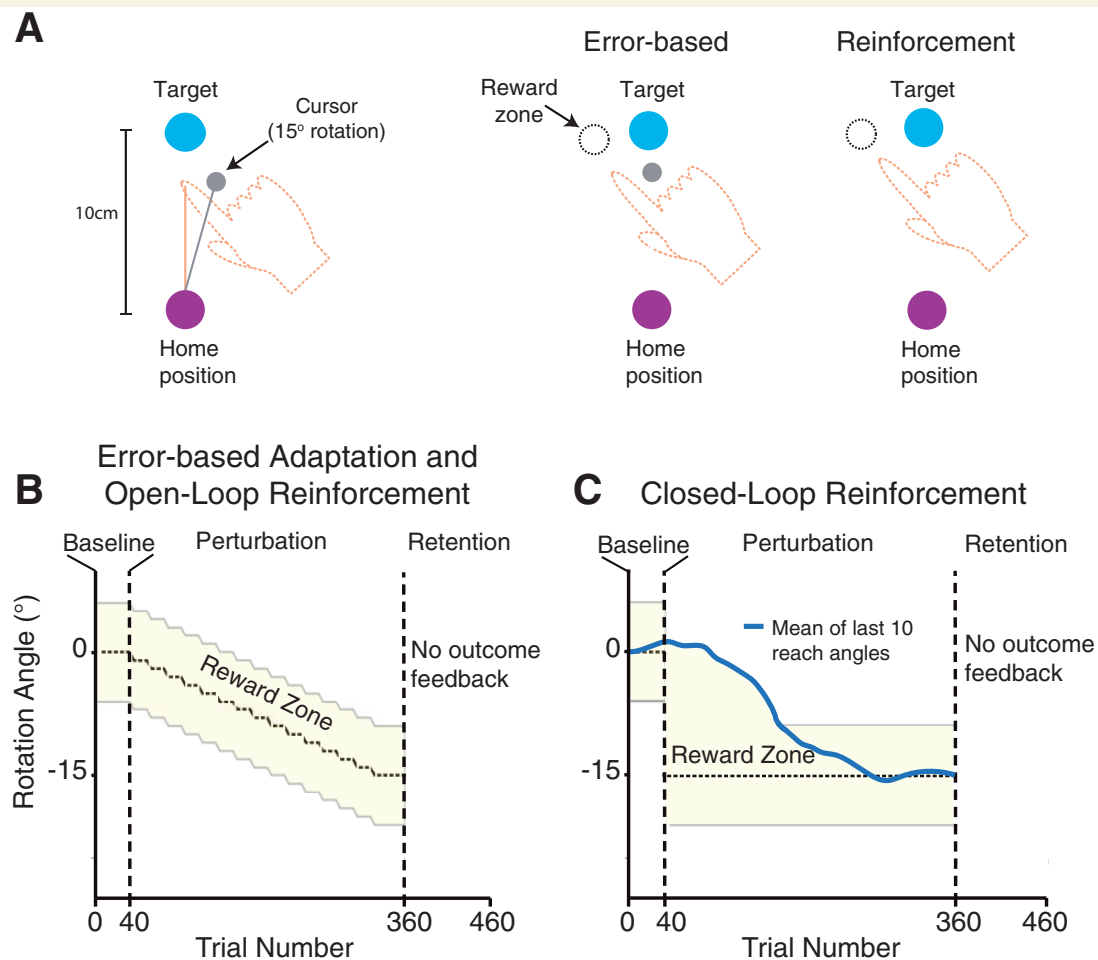 A
Error-based
Reinforcement
Target
Cursor
(15° rotation)
10cm
Home
position
Reward
zone
Target
Home
position
Target
Home
position
B
Error-based Adaptation and
Open-Loop Reinforcement
Baseline
Perturbation
Retention
Rotation Angle (°)
0
-15
Reward Zone
No outcome
feedback
0 40 360 460
Trial Number
C
Closed-Loop Reinforcement
Baseline
Perturbation
Retention
0
-15
Mean of last 10
reach angles
Reward Zone
No outcome
feedback
0 40 360 460
Trial Number